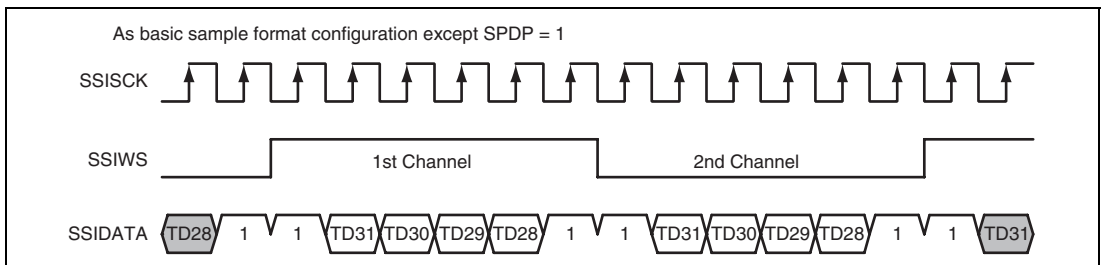 As basic sample format configuration except SPDP = 1
SSISCK
SSIWS 1st Channel 2nd Channel
SSIDATA TD28 1 1 TD31 TD30 TD29 TD28 1 1 TD31 TD30 TD29 TD28 1 1 TD31